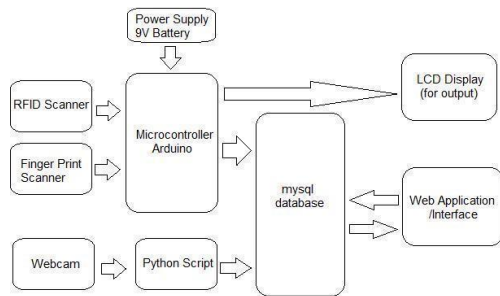 Power Supply
9V Battery
RFID Scanner
Microcontroller
Arduino
LCD Display
(for output)
Finger Print
Scanner
mysql
database
Web Application
/Interface
Webcam
Python Script